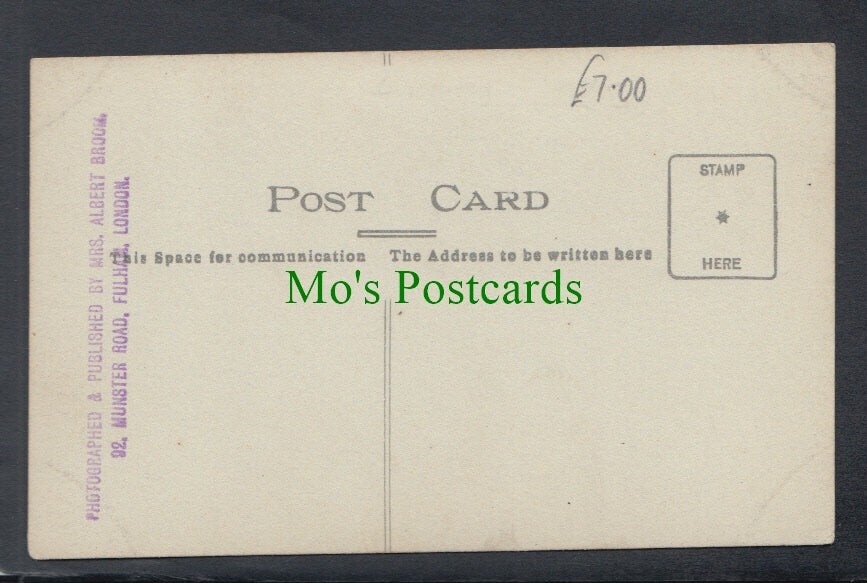 £7.00
POST CARD
STAMP
HERE
This Space for communication
The Address to be written here
Mo's Postcards
PHOTOGRAPHED & PUBLISHED BY MRS. ALBERT BROOM,
92, MUNSTER ROAD, FULHAM, LONDON.